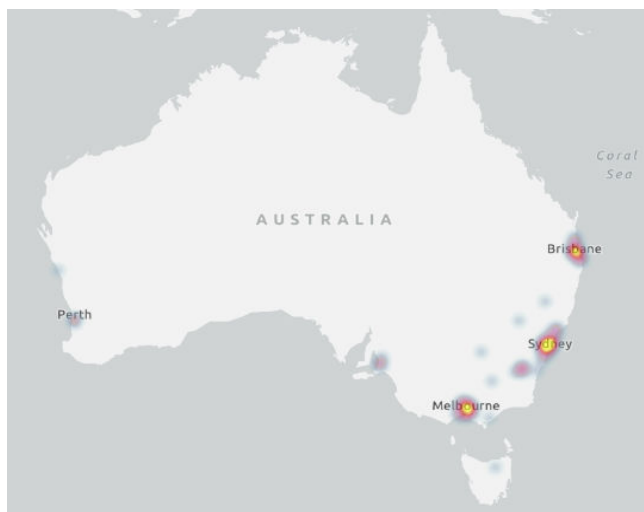 Coral
Sea
AUSTRALIA
Brisbane
Perth
Sydney
Melbourne